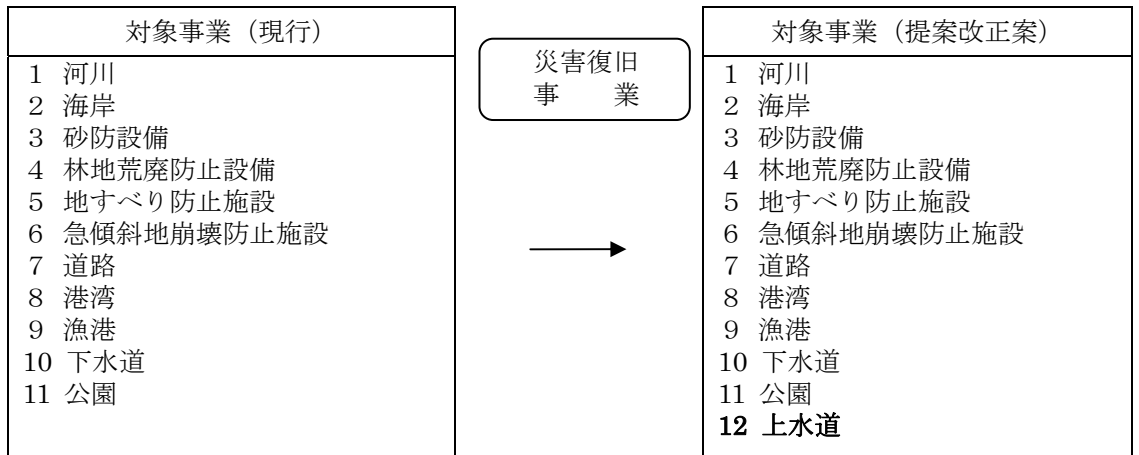 対象事業（現行）
1 河川
2 海岸
3 砂防設備
4 林地荒廃防止設備
5 地すべり防止施設
6 急傾斜地崩壊防止施設
7 道路
8 港湾
9 漁港
10 下水道
11 公園
災害復旧
事　業
対象事業（提案改正案）
1 河川
2 海岸
3 砂防設備
4 林地荒廃防止設備
5 地すべり防止施設
6 急傾斜地崩壊防止施設
7 道路
8 港湾
9 漁港
10 下水道
11 公園
12 上水道